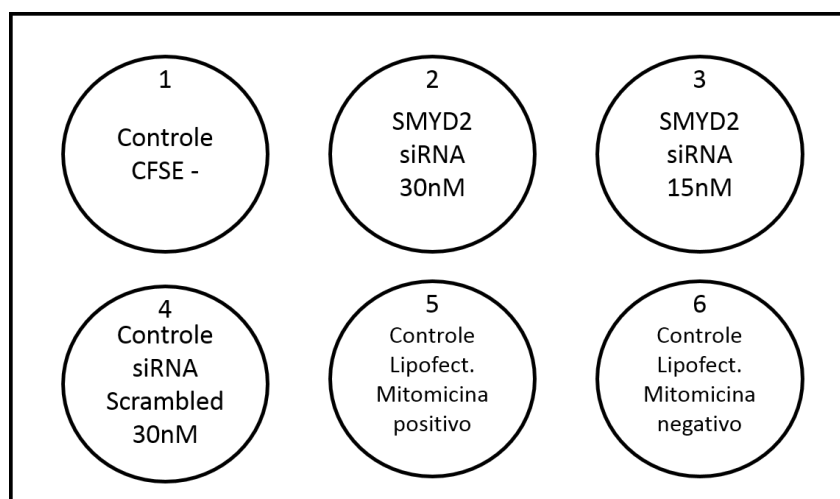 1
Controle
CFSE -
2
SMYD2
siRNA
30nM
3
SMYD2
siRNA
15nM
4
Controle
siRNA
Scrambled
30nM
5
Controle
Lipofect.
Mitomicina
positivo
6
Controle
Lipofect.
Mitomicina
negativo